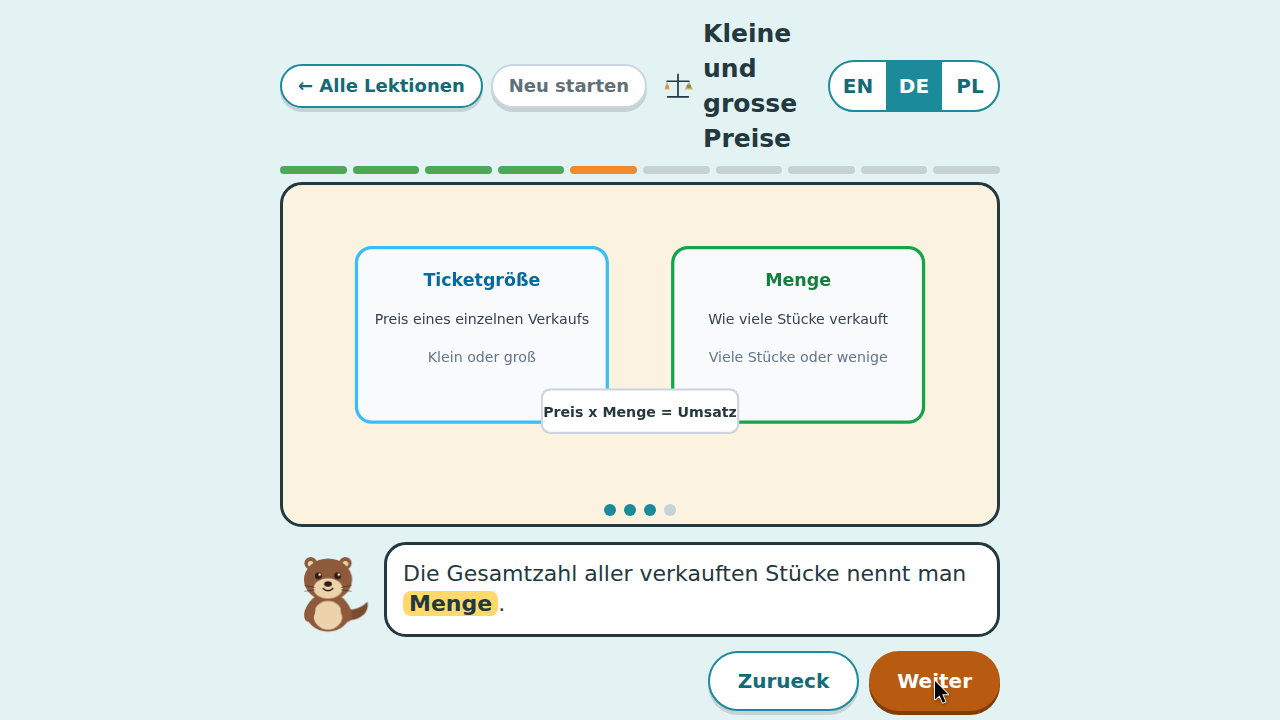 ← Alle Lektionen
Neu starten
Kleine
und
grosse
Preise
EN
DE
PL
Ticketgröße
Preis eines einzelnen Verkaufs
Klein oder groß
Menge
Wie viele Stücke verkauft
Viele Stücke oder wenige
Preis x Menge = Umsatz
Die Gesamtzahl aller verkauften Stücke nennt man
Menge.
Zurueck
Weiter